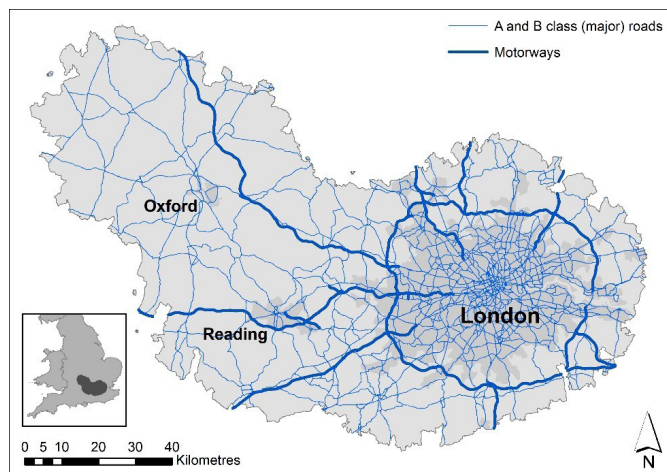 A and B class (major) roads
Motorways
Oxford
London
Reading
0 5 10 20 30 40
Kilometres
N